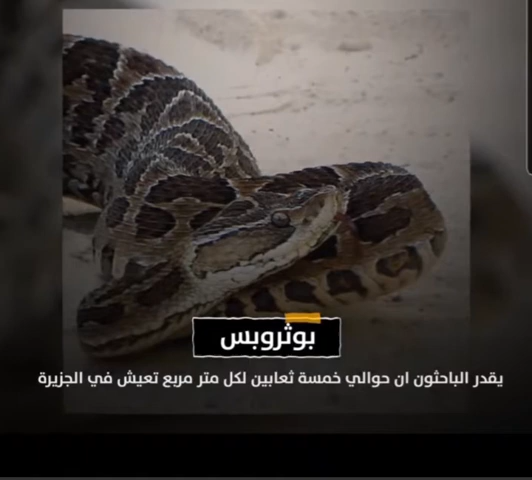 بوثروبس
يقدر الباحثون ان حوالي خمسة ثعابين لكل متر مربع تعيش في الجزيرة